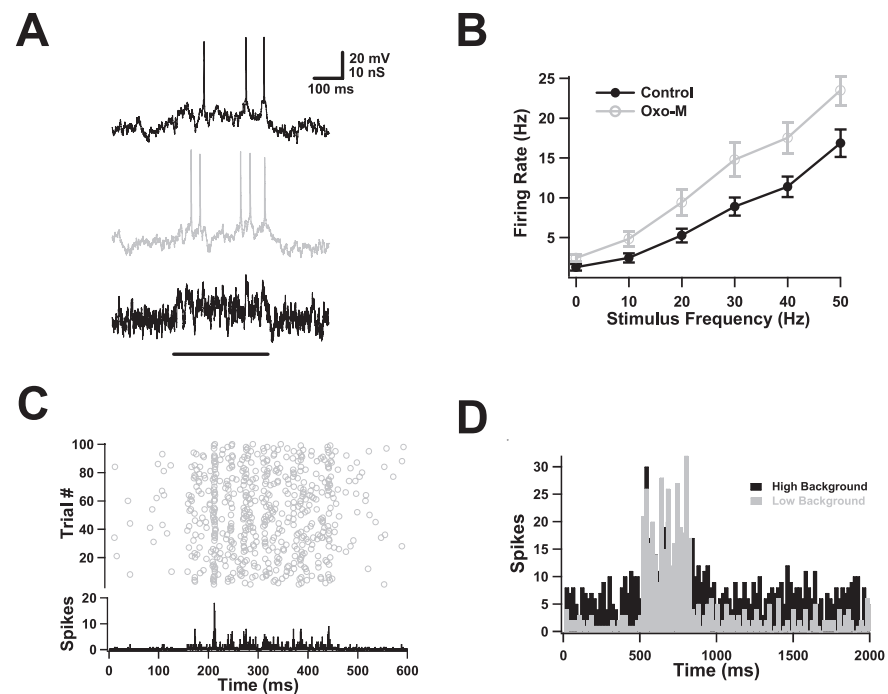 A
20 mV
10 nS
100 ms
B
25
20
15
10
5
Firing Rate (Hz)
Control
Oxo-M
0 10 20 30 40 50
Stimulus Frequency (Hz)
C
100
80
60
40
20
Trial #
20
10
0
Spikes
0 100 200 300 400 500 600
Time (ms)
D
30
25
20
15
10
5
0
Spikes
High Background
Low Background
0 500 1000 1500 2000
Time (ms)